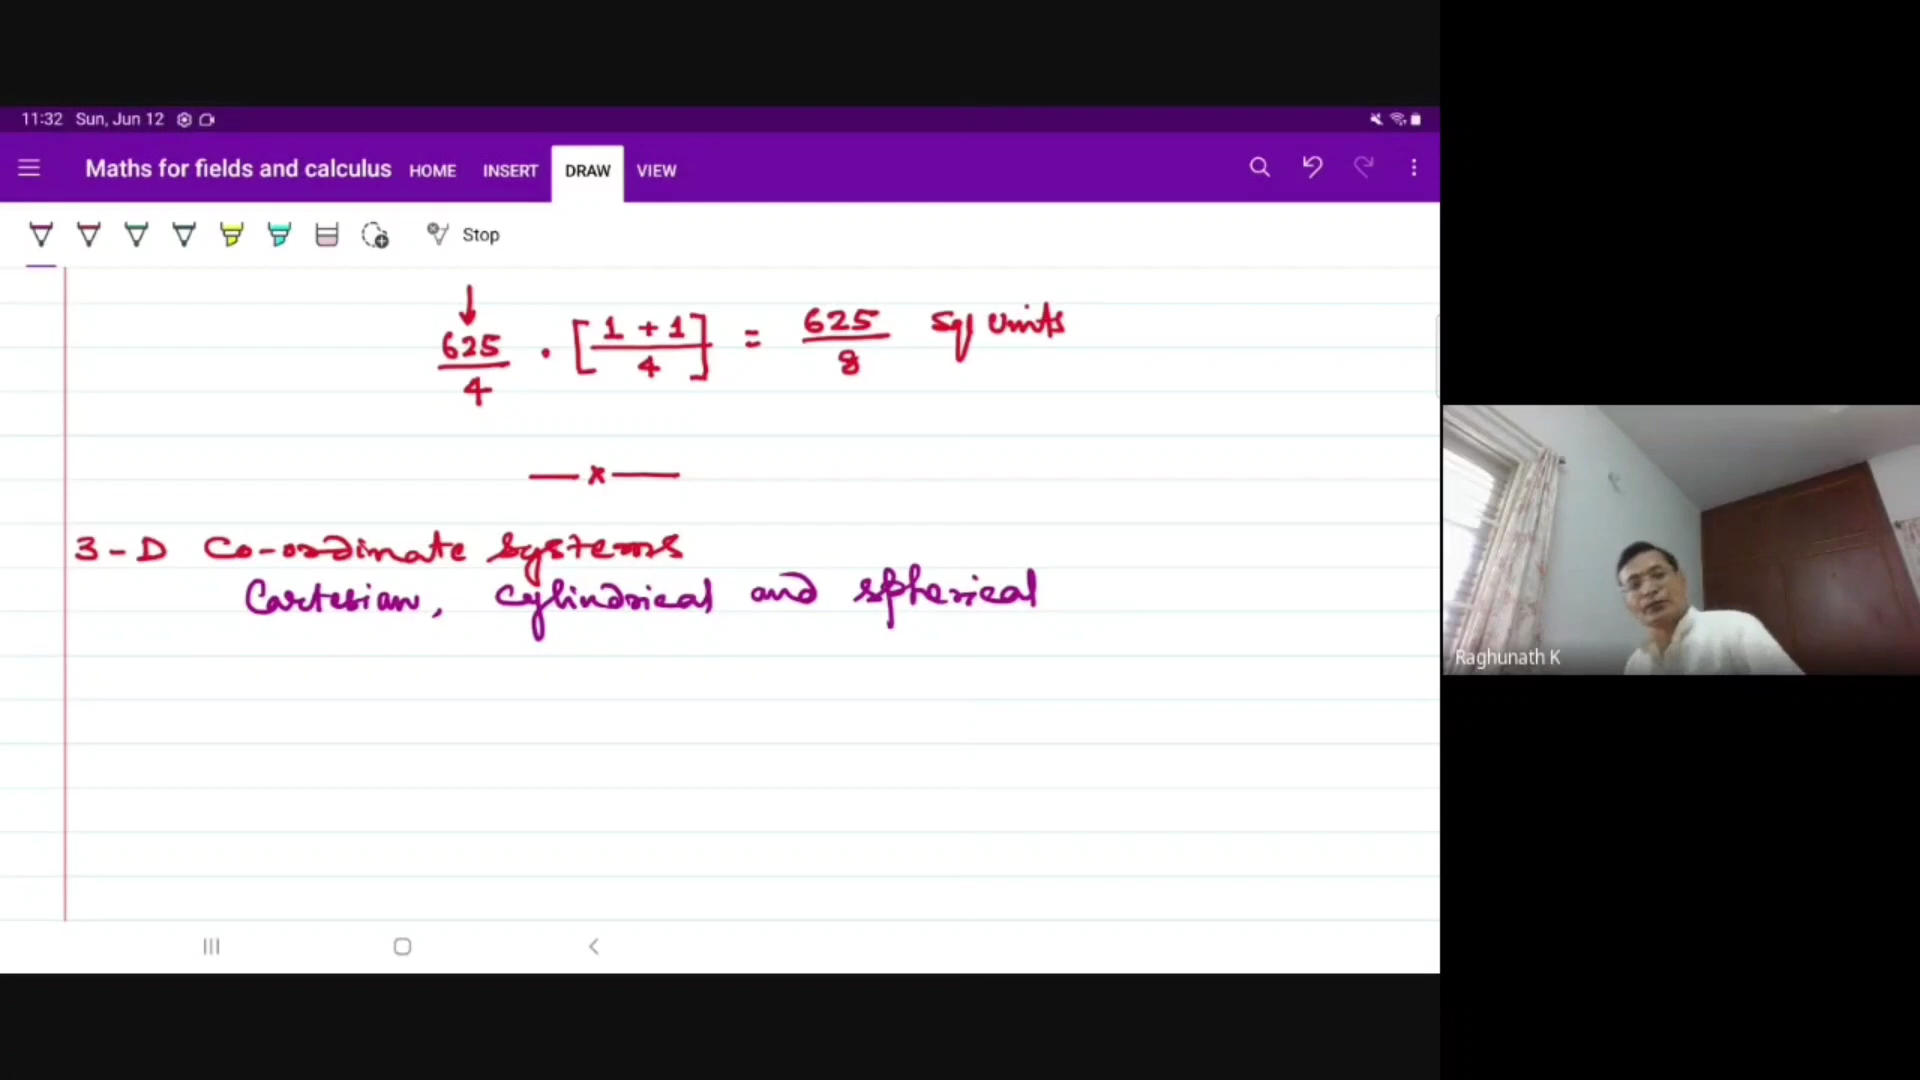 11:32 Sun, Jun 12
Maths for fields and calculus HOME INSERT DRAW VIEW
Stop
625/4 · [(1 + 1)/4] = 625/8 sq units
— x —
3-D Co-ordinate Systems
Cartesian, cylindrical and spherical
Raghunath K